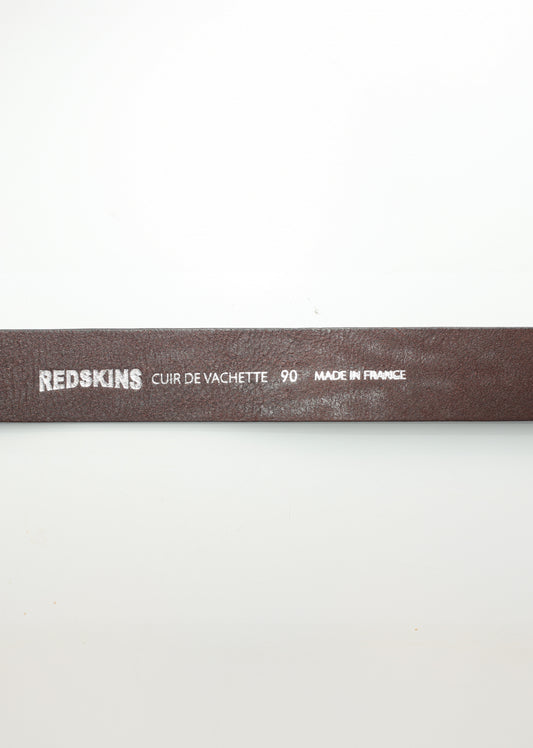 REDSKINS CUIR DE VACHETTE 90 MADE IN FRANCE